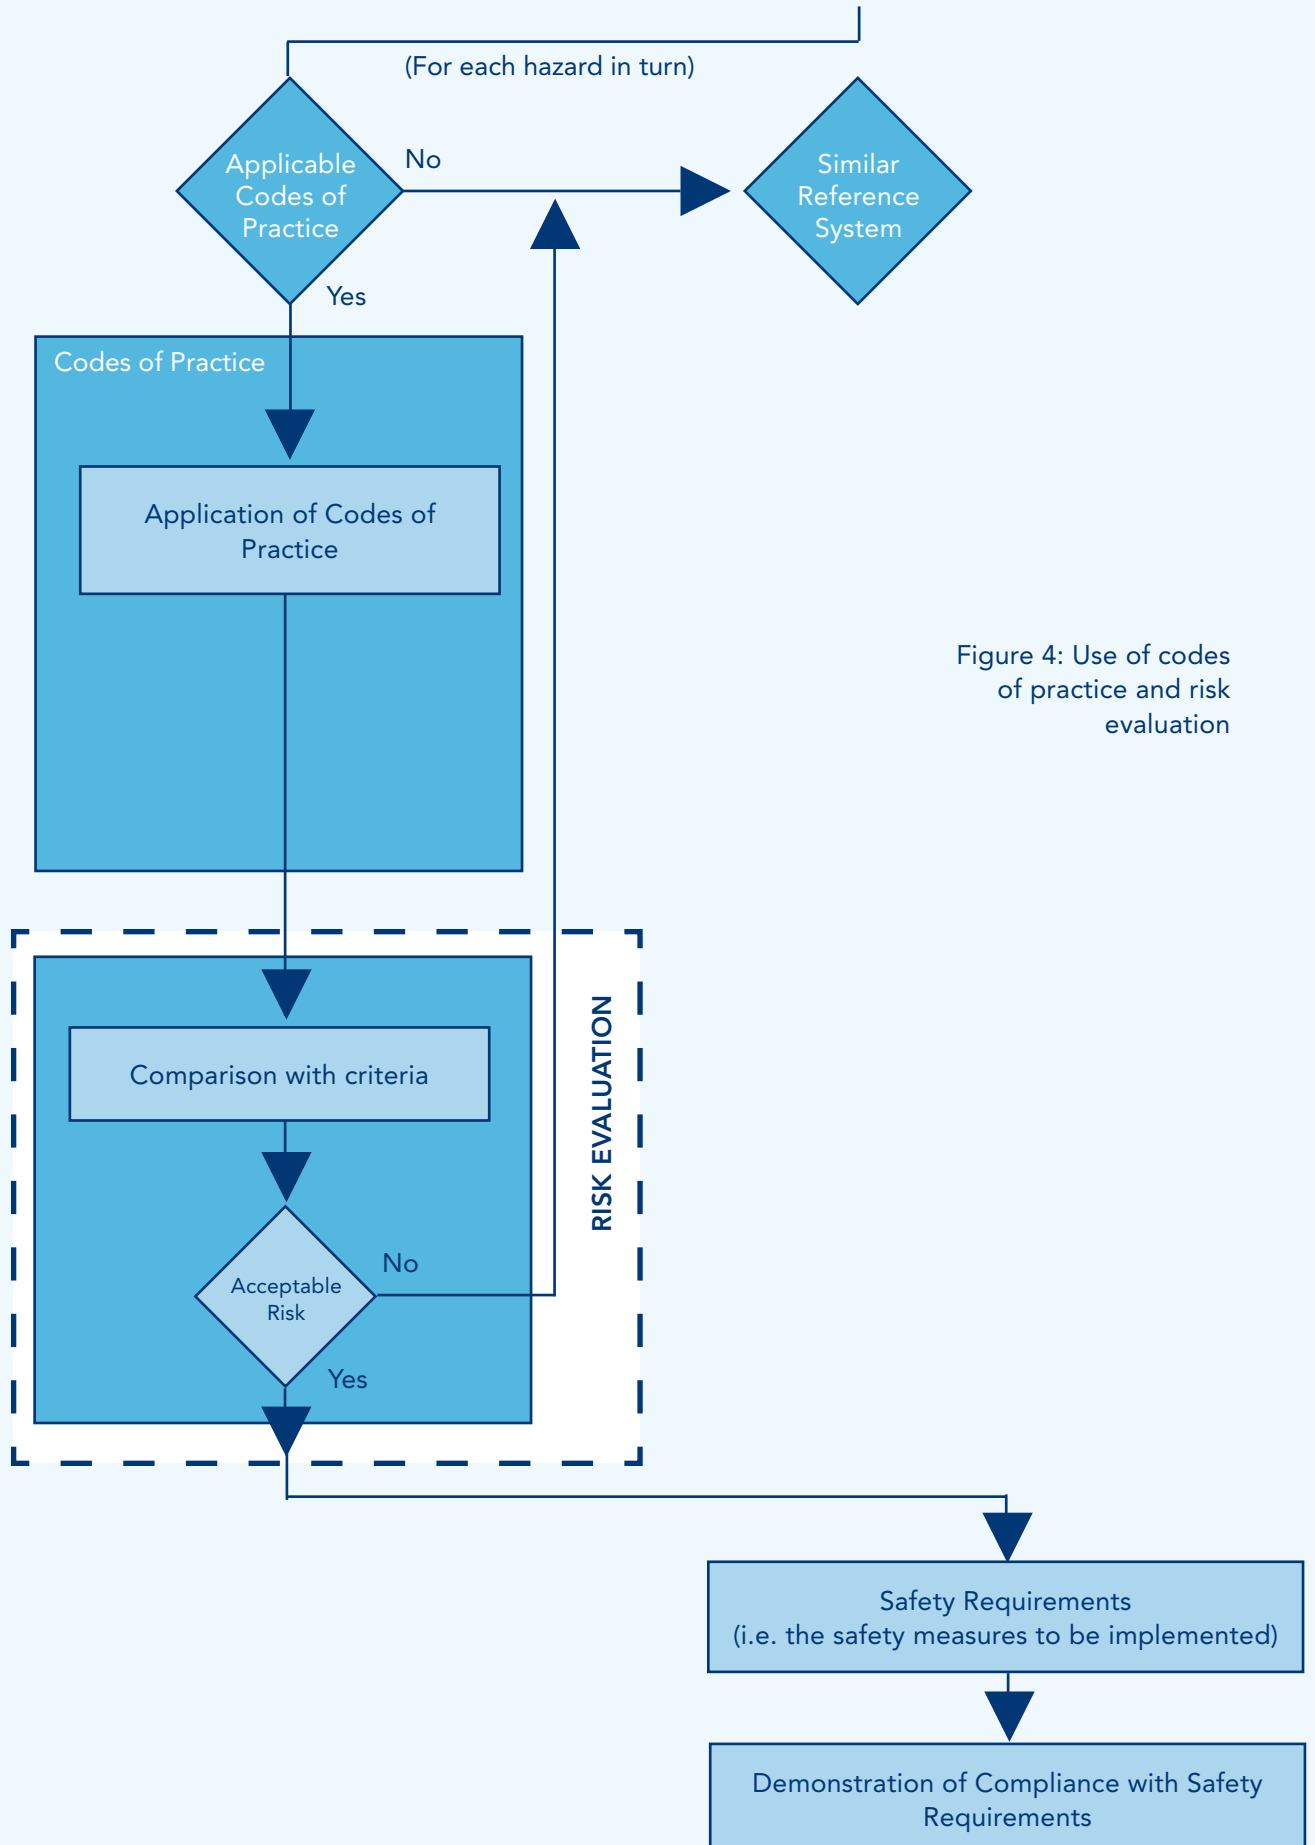 (For each hazard in turn)
Applicable
Codes of
Practice
No
Similar
Reference
System
Yes
Codes of Practice
Application of Codes of
Practice
Figure 4: Use of codes
of practice and risk
evaluation
RISK EVALUATION
Comparison with criteria
Acceptable
Risk
No
Yes
Safety Requirements
(i.e. the safety measures to be implemented)
Demonstration of Compliance with Safety
Requirements